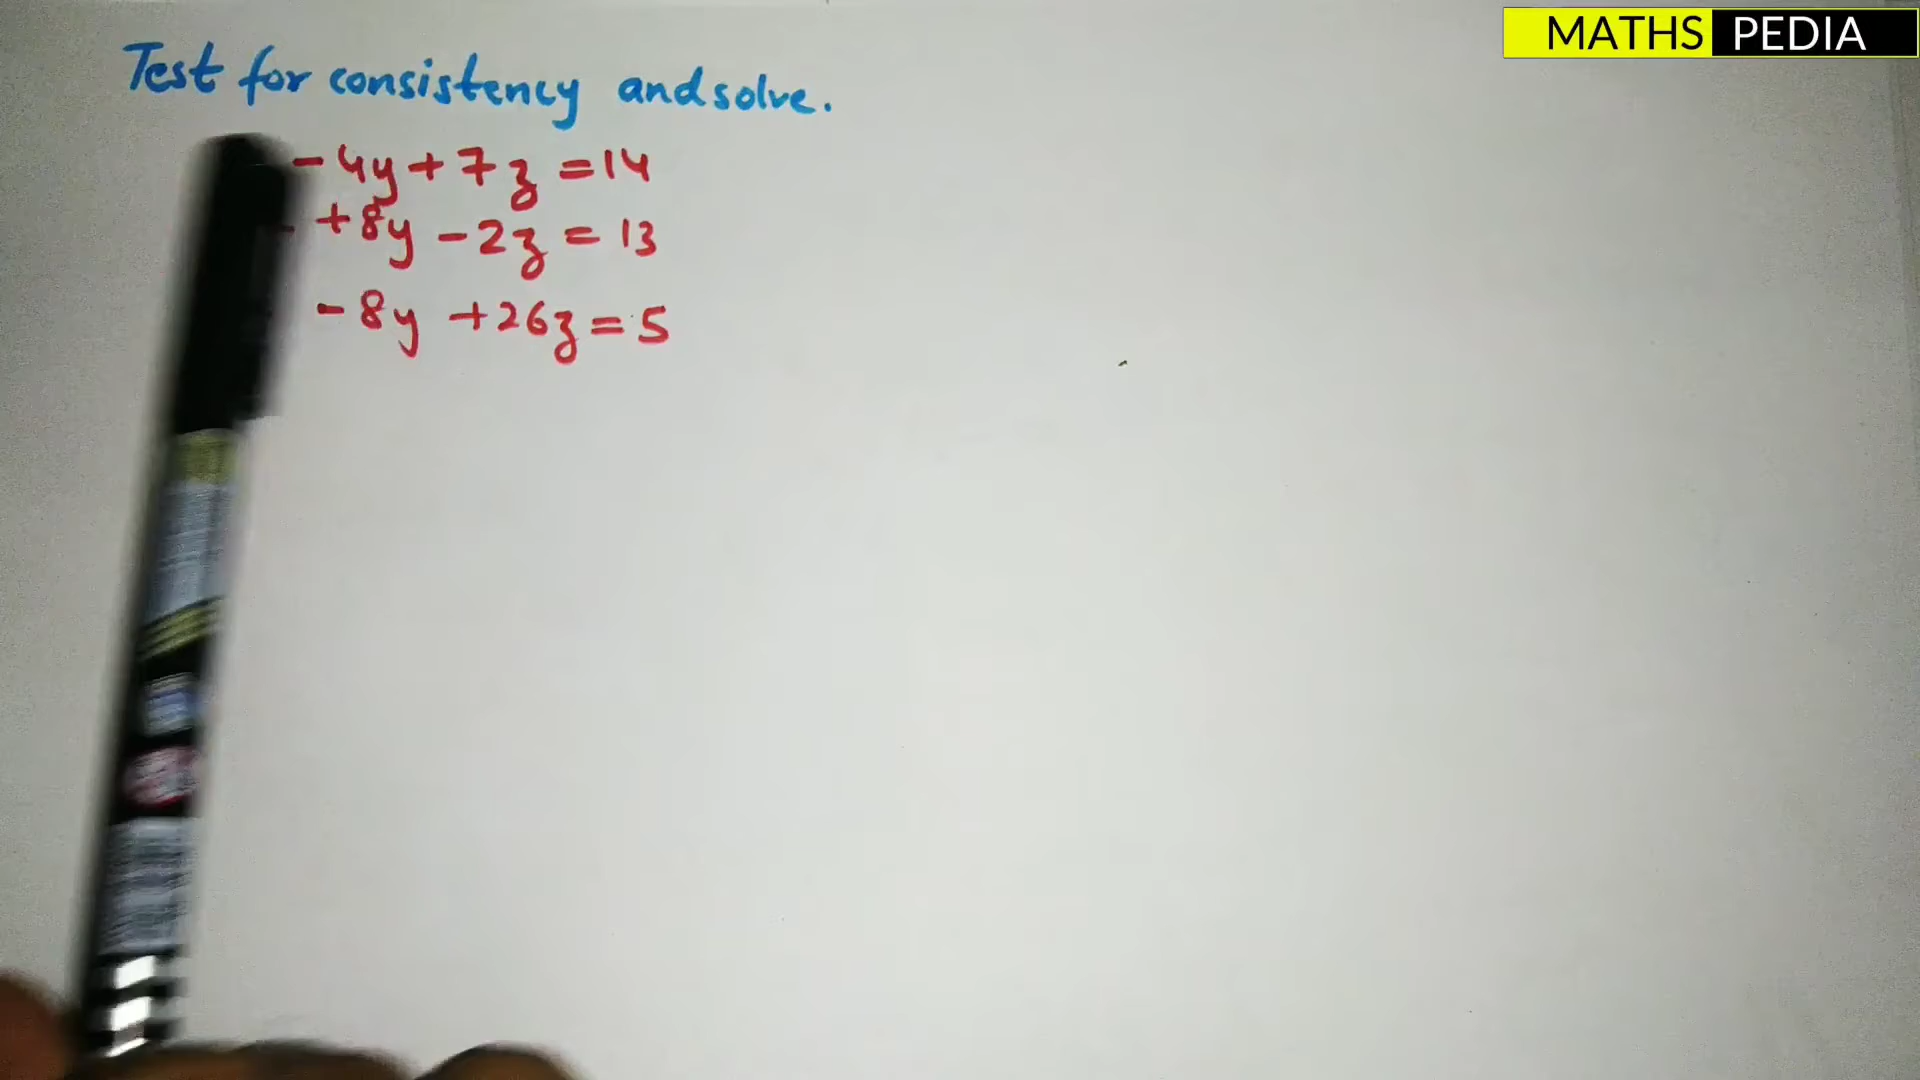 MATHS PEDIA
Test for consistency and solve.
- 4y + 7z = 14
+ 8y - 2z = 13
- 8y + 26z = 5